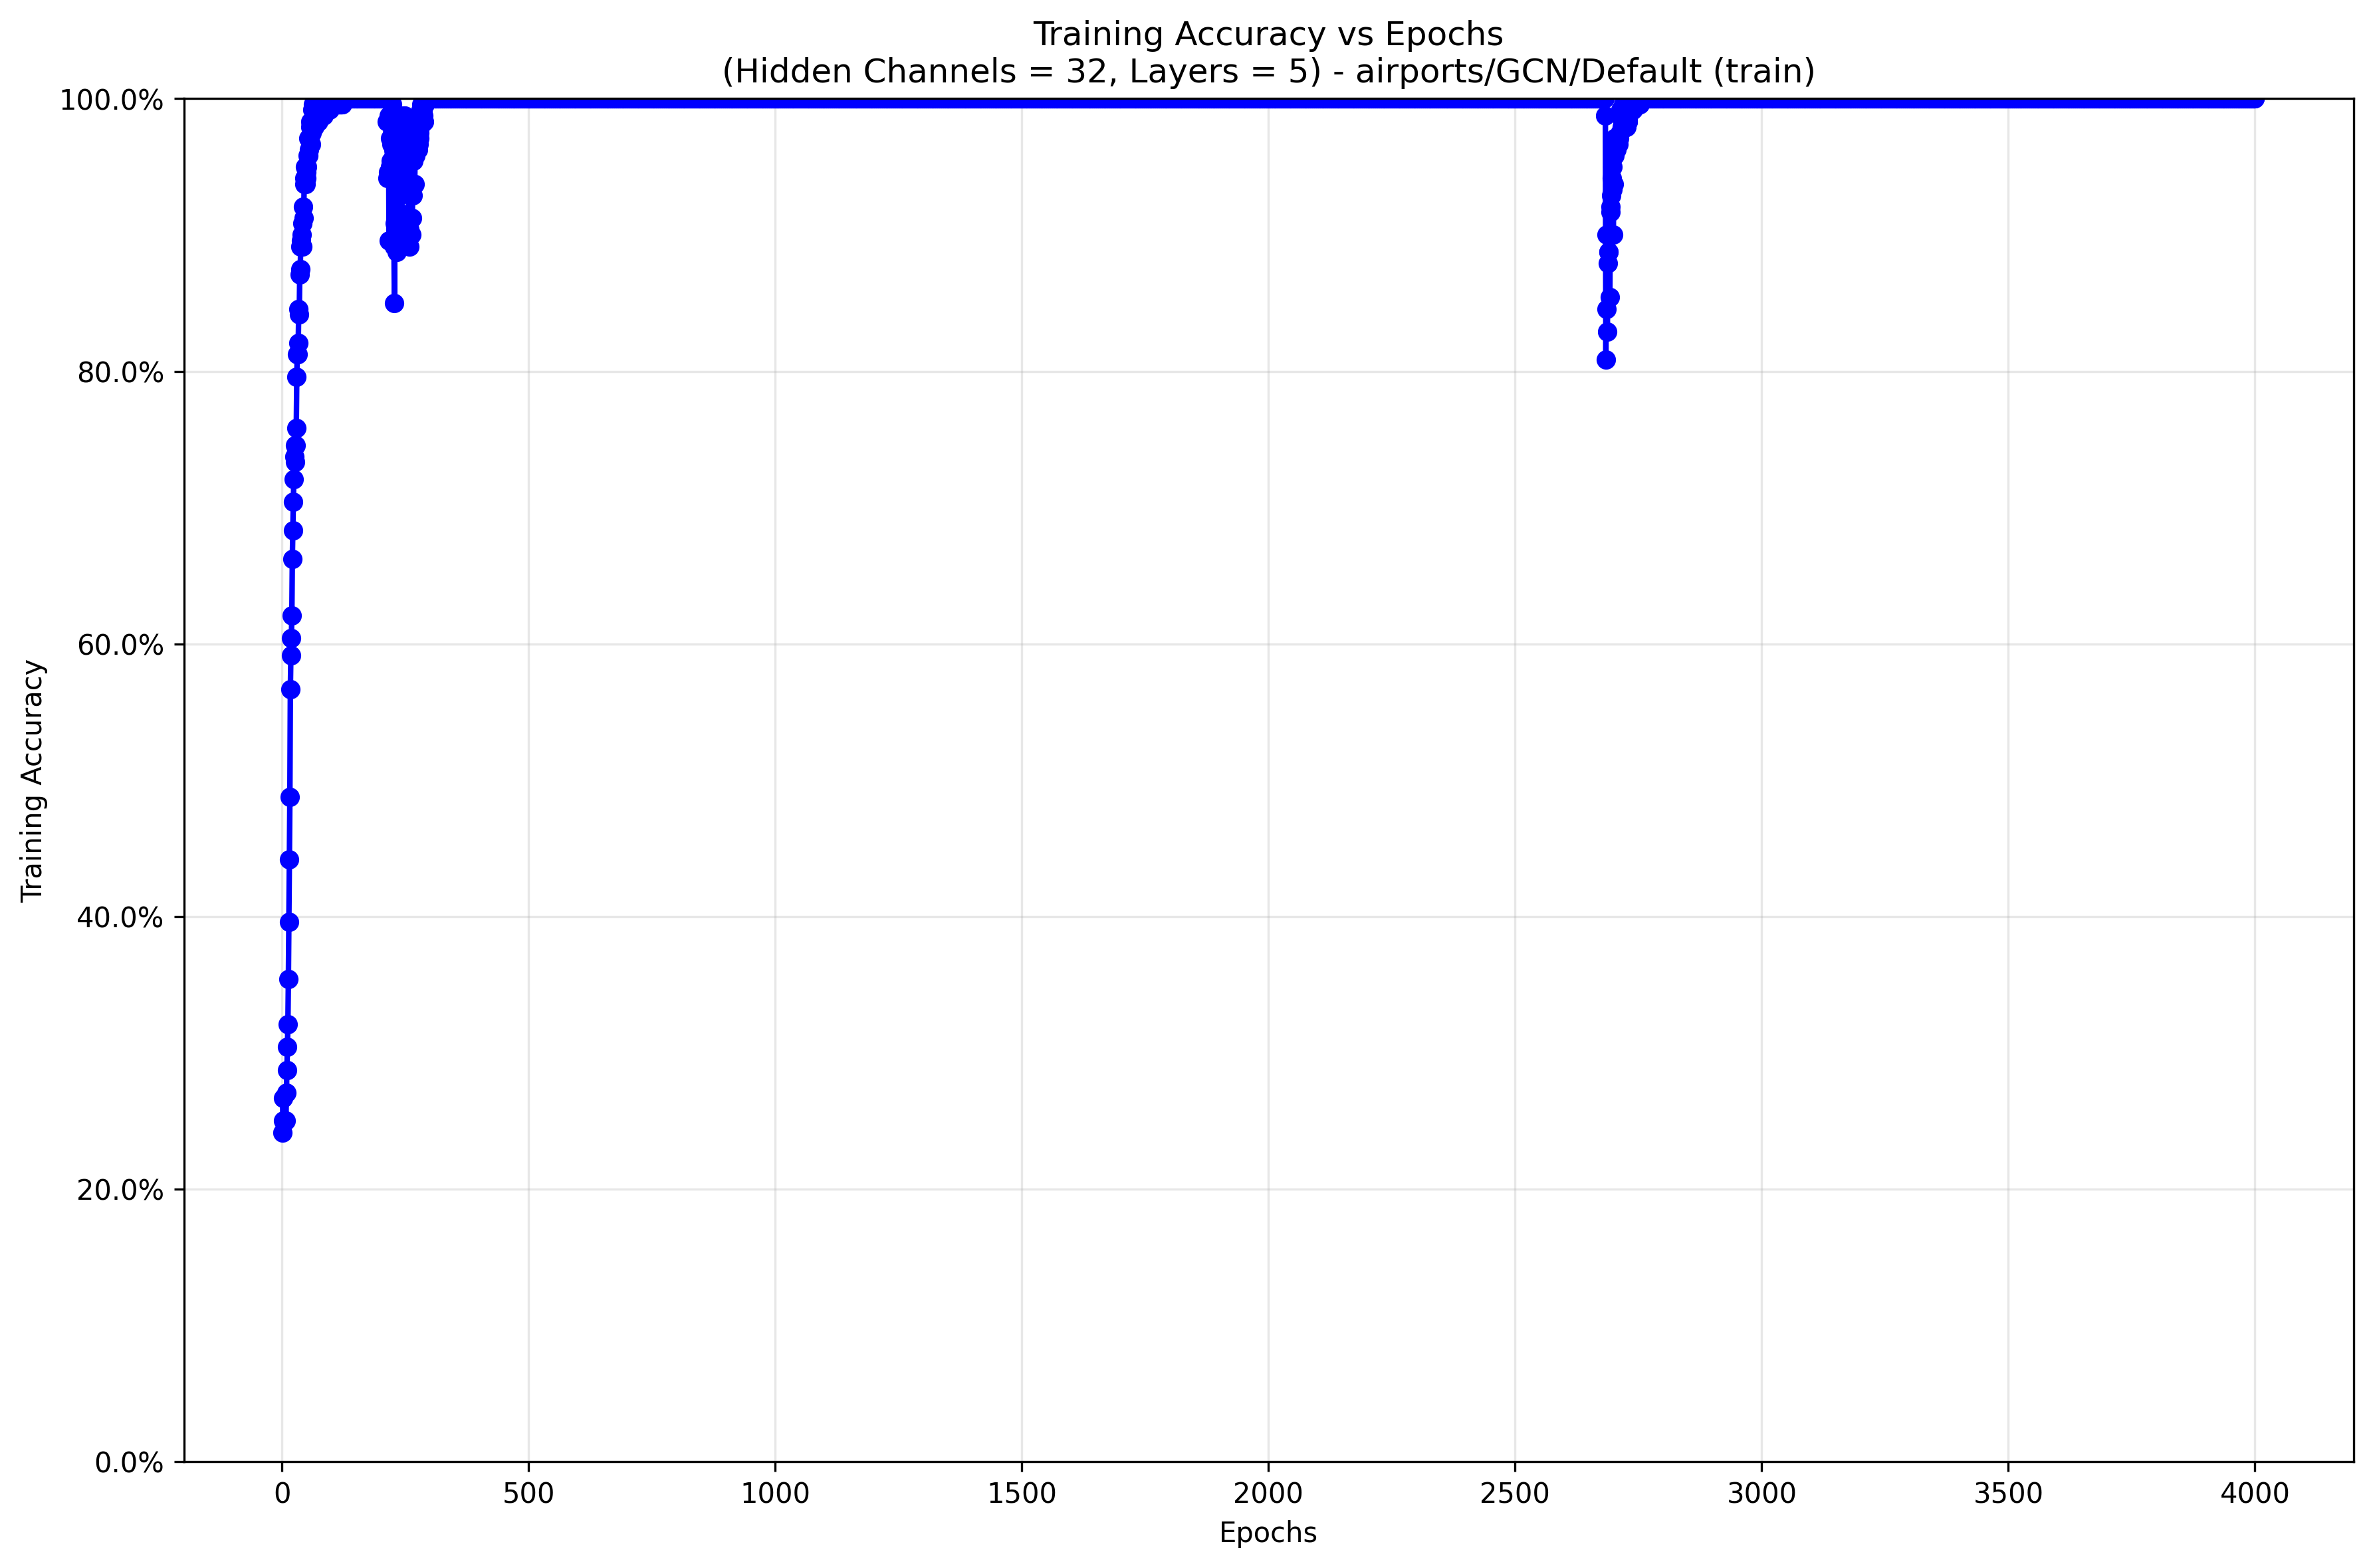 Training Accuracy vs Epochs
(Hidden Channels = 32, Layers = 5) - airports/GCN/Default (train)
Training Accuracy
100.0%
80.0%
60.0%
40.0%
20.0%
0.0%
0 500 1000 1500 2000 2500 3000 3500 4000
Epochs